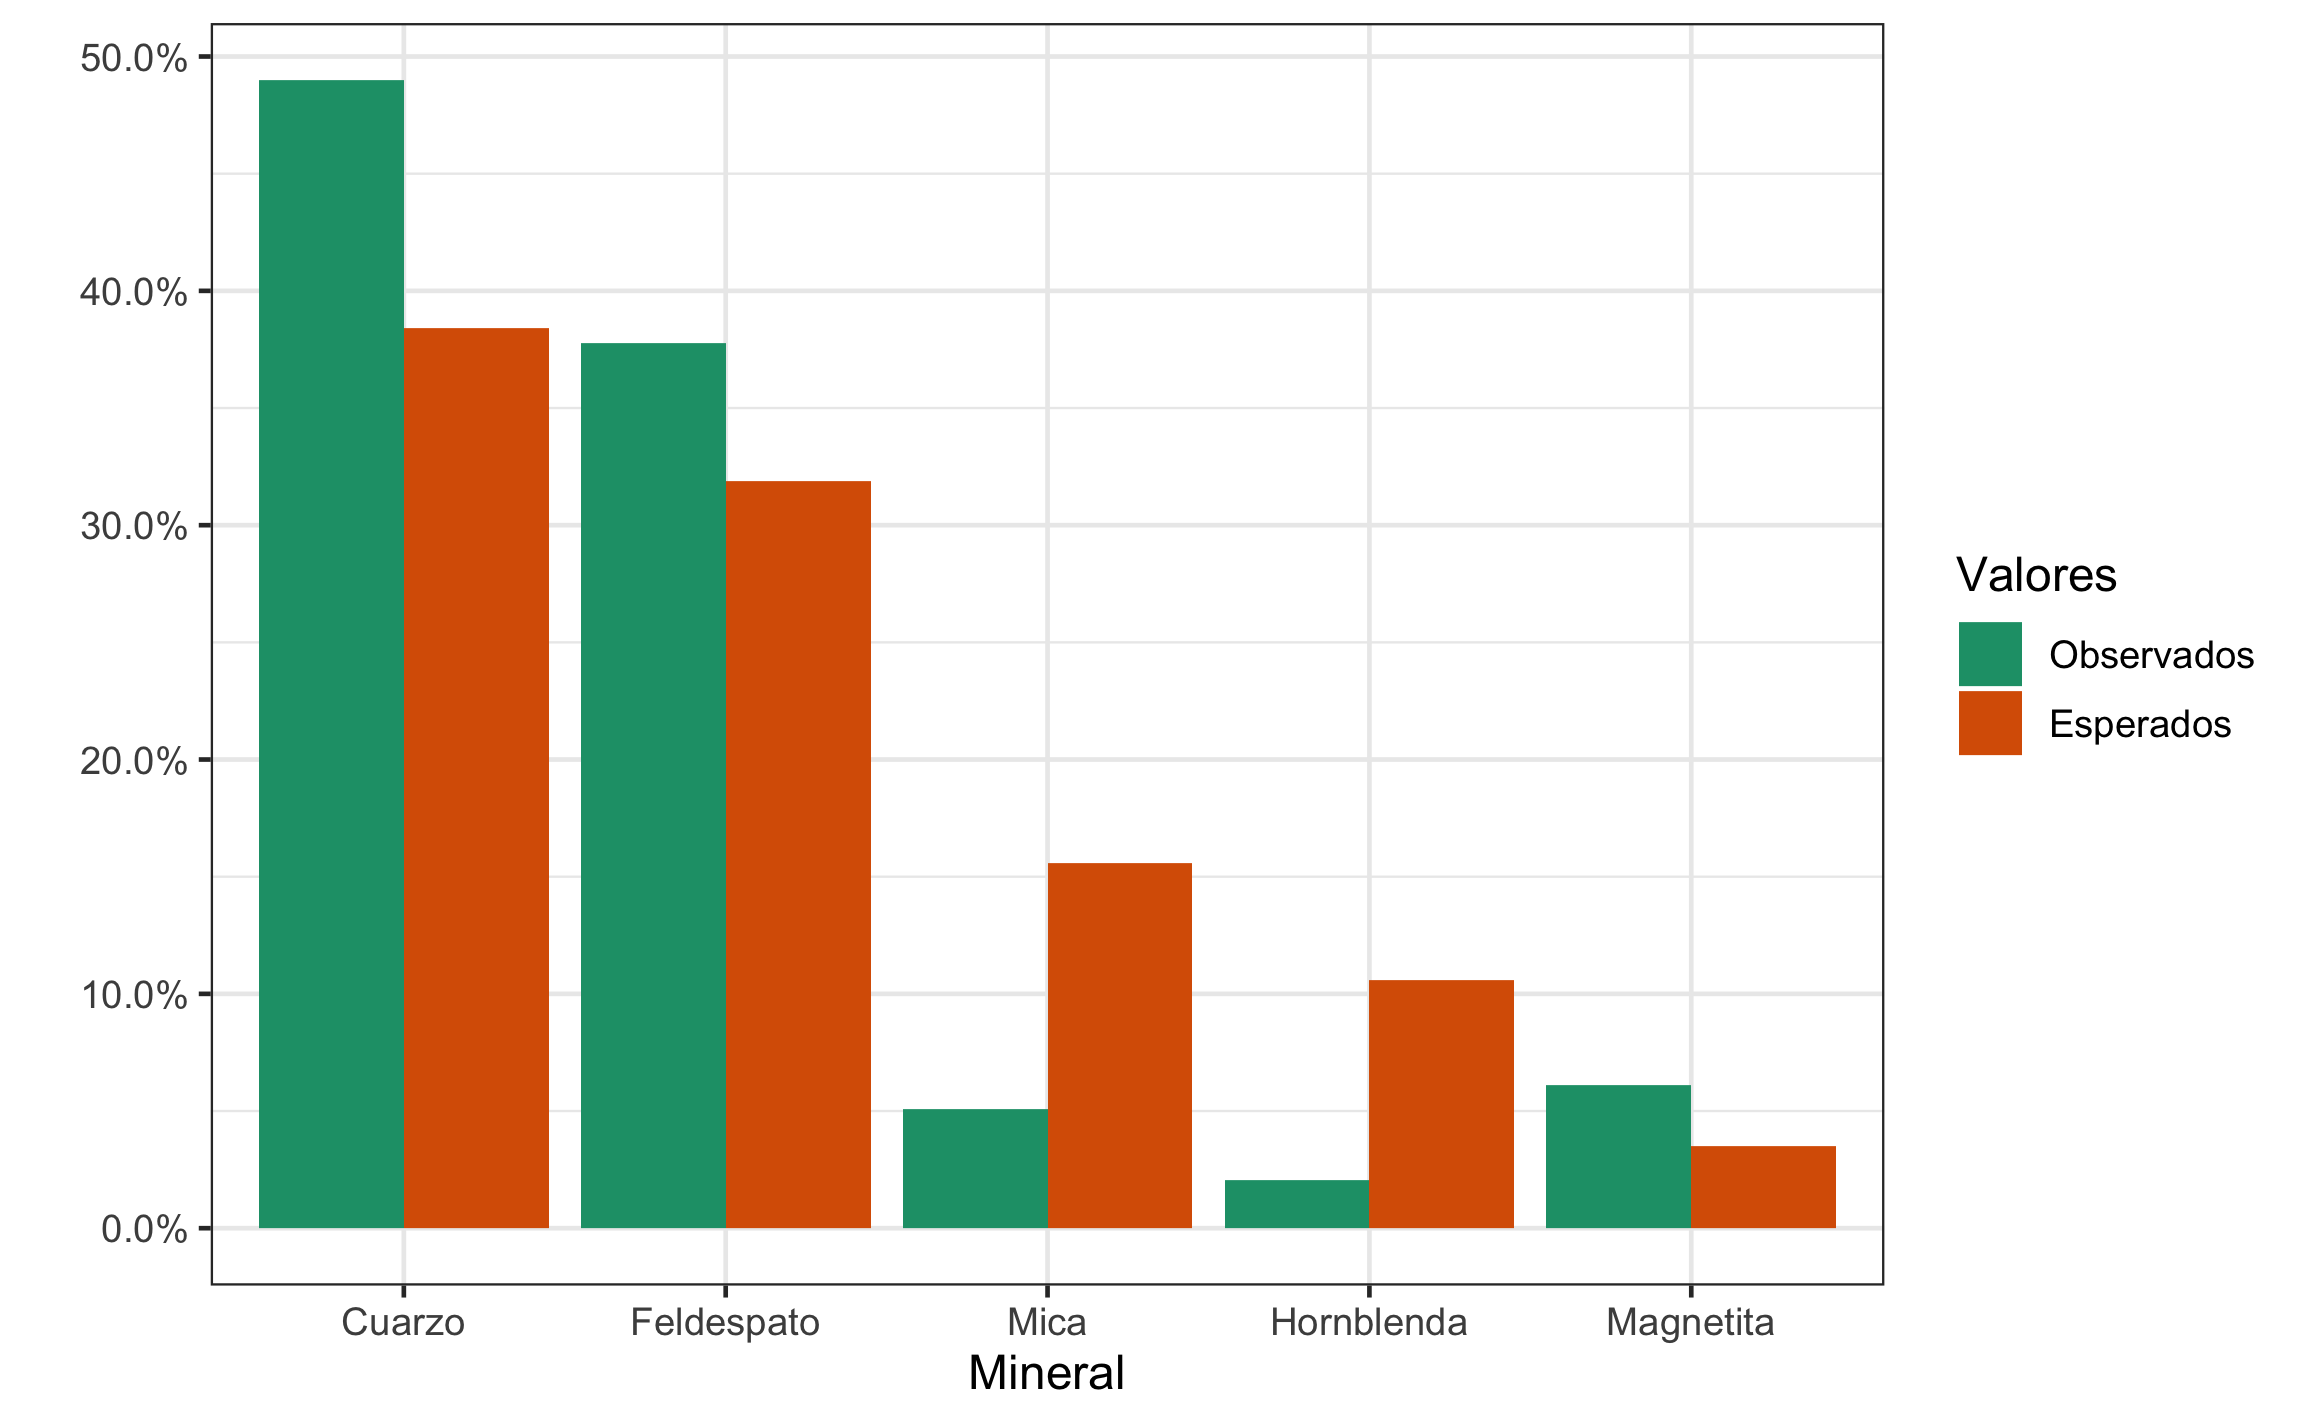 50.0%
40.0%
30.0%
20.0%
10.0%
0.0%
Cuarzo
Feldespato
Mica
Hornblenda
Magnetita
Mineral
Valores
Observados
Esperados